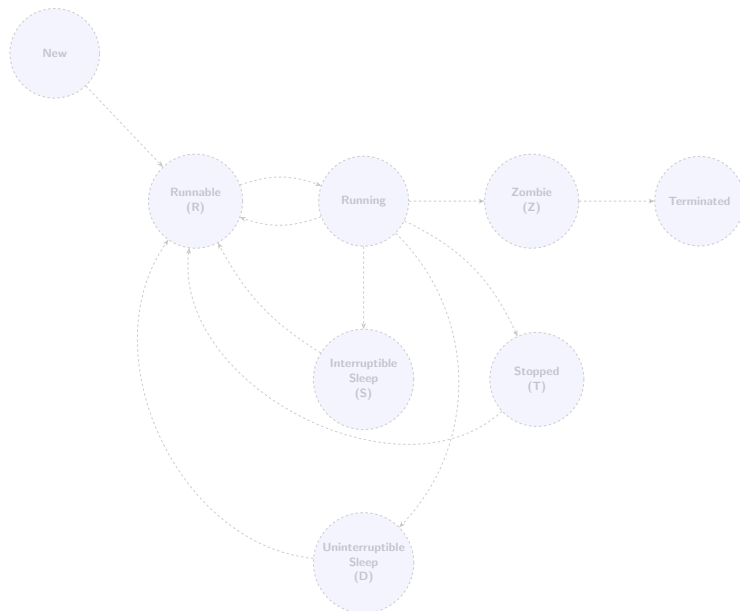 New
Runnable
(R)
Running
Zombie
(Z)
Terminated
Interruptible
Sleep
(S)
Stopped
(T)
Uninterruptible
Sleep
(D)